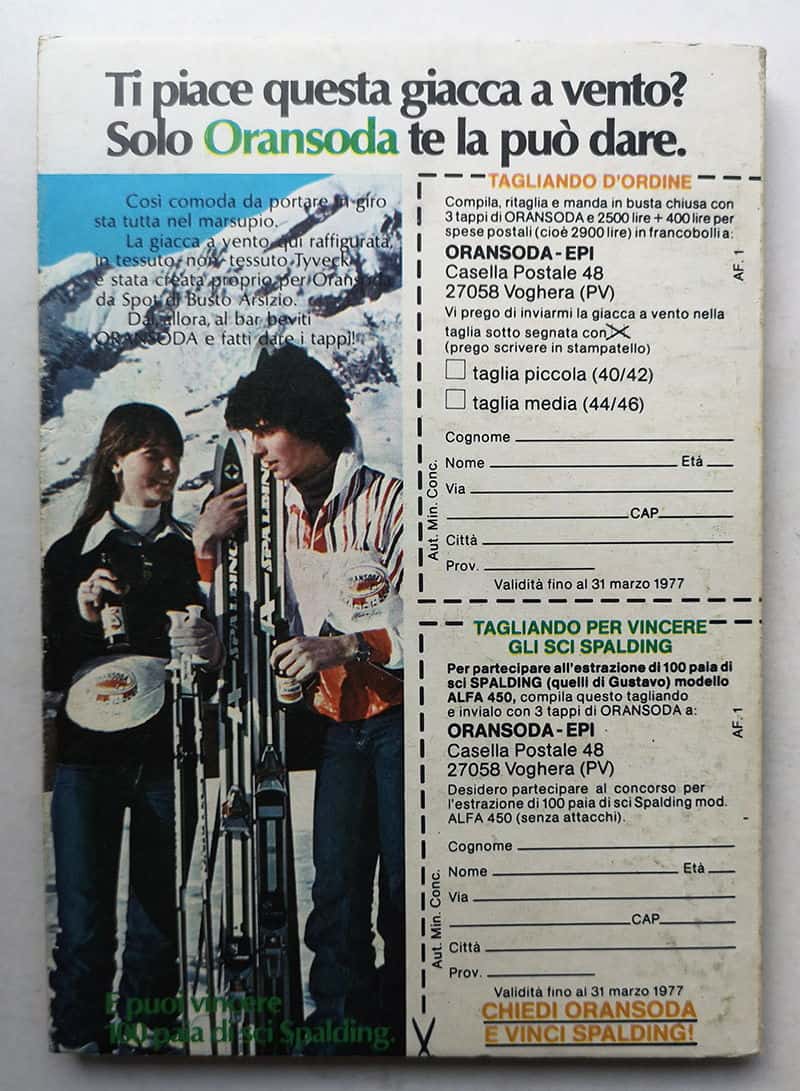 Ti piace questa giacca a vento?
Solo Oransoda te la può dare.
Così comoda da portare in giro
sta tutta nel marsupio.
La giacca a vento qui raffigurata,
in tessuto-non-tessuto Tyveck
è stata creata proprio per Oransoda
da Spot di Busto Arsizio.
Dai, allora, al bar beviti
ORANSODA e fatti dare i tappi!
SPALDING
SPALDING
ORANSODA
E puoi vincere
100 paia di sci Spalding.
TAGLIANDO D'ORDINE
Compila, ritaglia e manda in busta chiusa con
3 tappi di ORANSODA e 2500 lire + 400 lire per
spese postali (cioè 2900 lire) in francobolli a:
ORANSODA - EPI
Casella Postale 48
27058 Voghera (PV)
Vi prego di inviarmi la giacca a vento nella
taglia sotto segnata con X
(prego scrivere in stampatello)
taglia piccola (40/42)
taglia media (44/46)
Cognome
Nome Età
Via
CAP
Città
Prov.
Validità fino al 31 marzo 1977
AF. 1
Aut. Min. Conc.
TAGLIANDO PER VINCERE
GLI SCI SPALDING
Per partecipare all'estrazione di 100 paia di
sci SPALDING (quelli di Gustavo) modello
ALFA 450, compila questo tagliando
e invialo con 3 tappi di ORANSODA a:
ORANSODA - EPI
Casella Postale 48
27058 Voghera (PV)
Desidero partecipare al concorso per
l'estrazione di 100 paia di sci Spalding mod.
ALFA 450 (senza attacchi).
Cognome
Nome Età
Via
CAP
Città
Prov.
Validità fino al 31 marzo 1977
AF. 1
Aut. Min. Conc.
CHIEDI ORANSODA
E VINCI SPALDING!